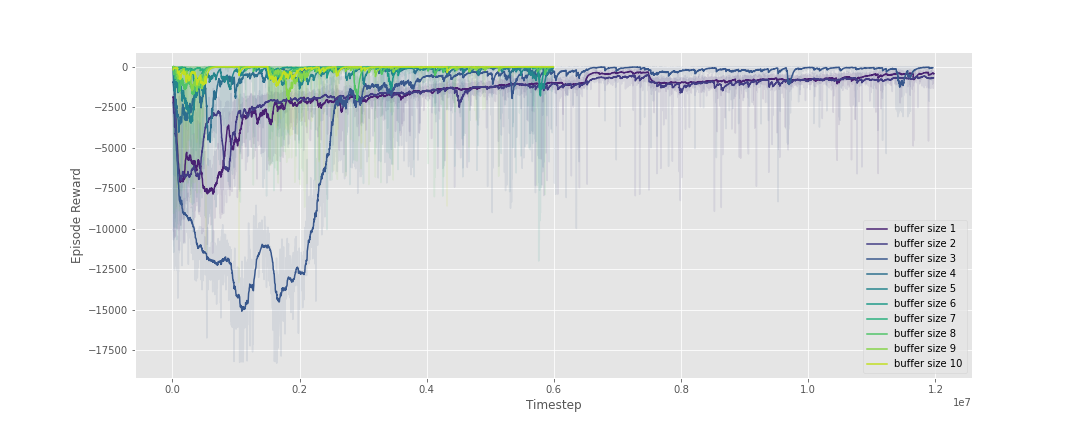 0
−2500
−5000
−7500
−10000
−12500
−15000
−17500
Episode Reward
0.0
0.2
0.4
0.6
0.8
1.0
1.2
1e7
Timestep
buffer size 1
buffer size 2
buffer size 3
buffer size 4
buffer size 5
buffer size 6
buffer size 7
buffer size 8
buffer size 9
buffer size 10